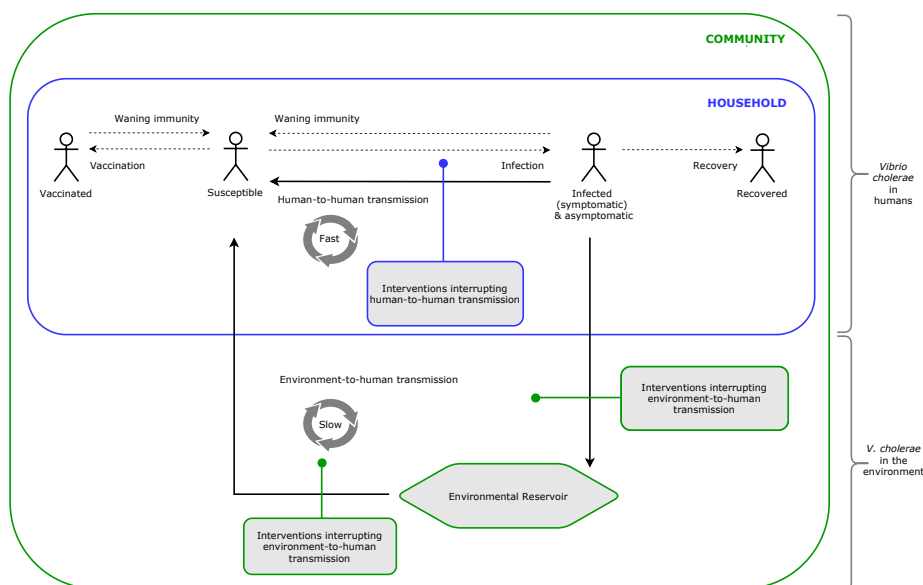 COMMUNITY
HOUSEHOLD
Waning immunity
Waning immunity
Vaccination
Infection
Recovery
Vaccinated
Susceptible
Infected
(symptomatic)
& asymptomatic
Recovered
Human-to-human transmission
Fast
Interventions interrupting
human-to-human transmission
Vibrio
cholerae
in
humans
Environment-to-human transmission
Slow
Interventions interrupting
environment-to-human
transmission
V. cholerae
in the
environment
Environmental Reservoir
Interventions interrupting
environment-to-human
transmission